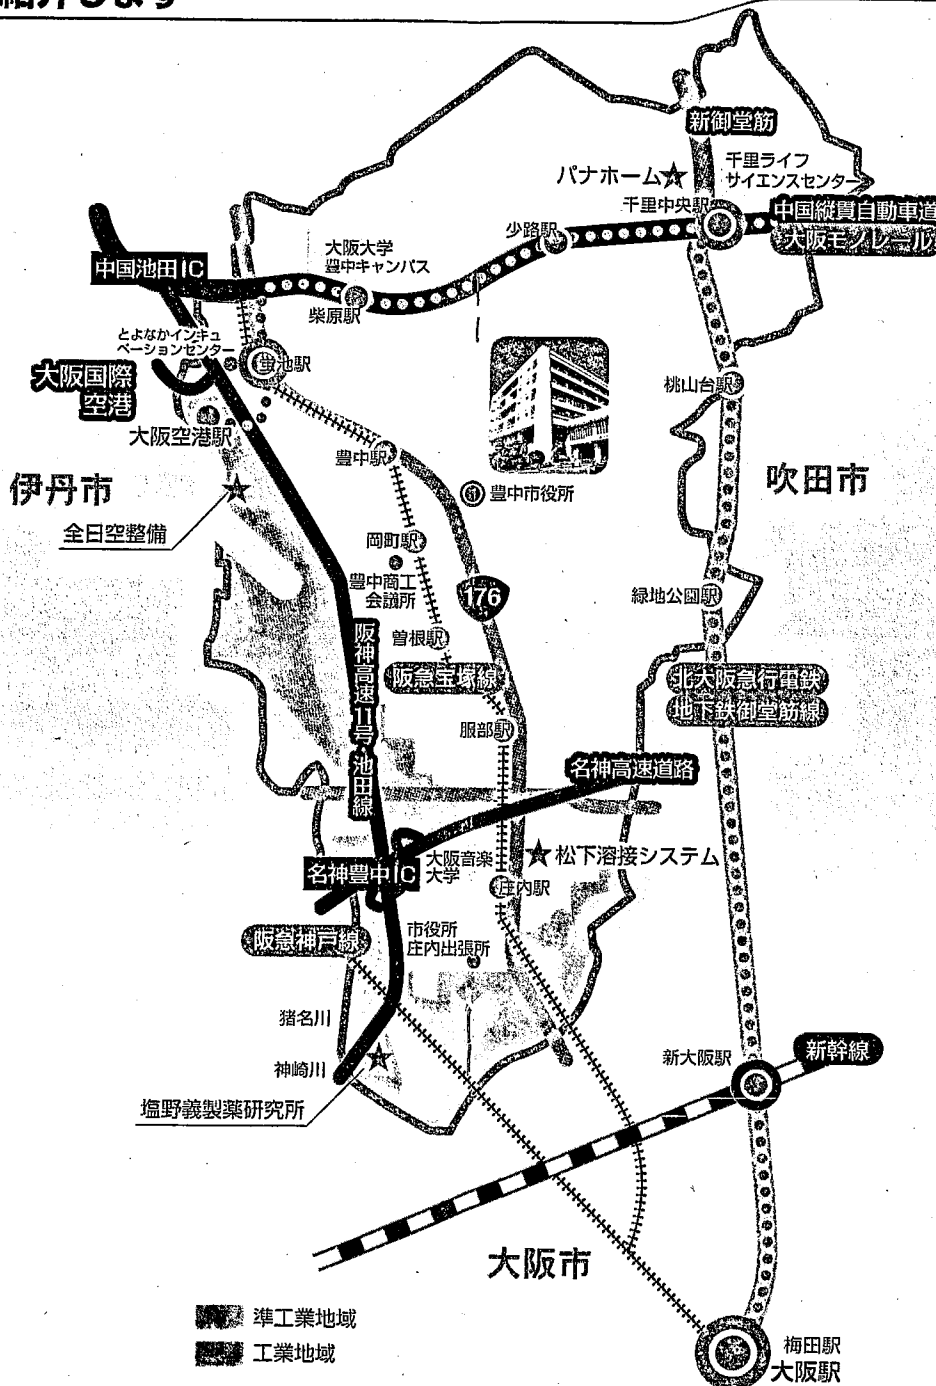 紹介します
新御堂筋
千里ライフ
サイエンスセンター
パナホーム
千里中央駅
中国縦貫自動車道
大阪モノレール
少路駅
大阪大学
豊中キャンパス
中国池田IC
柴原駅
とよなかインキュ
ベーションセンター
蛍池駅
大阪国際
空港
桃山台駅
大阪空港駅
豊中駅
伊丹市
吹田市
豊中市役所
全日空整備
岡町駅
豊中商工
会議所
176
緑地公園駅
曽根駅
阪神高速11号・池田線
阪急宝塚線
北大阪急行電鉄
地下鉄御堂筋線
服部駅
名神高速道路
大阪音楽
大学
松下溶接システム
名神豊中IC
庄内駅
市役所
庄内出張所
阪急神戸線
猪名川
神崎川
新大阪駅
新幹線
塩野義製薬研究所
大阪市
準工業地域
工業地域
梅田駅
大阪駅